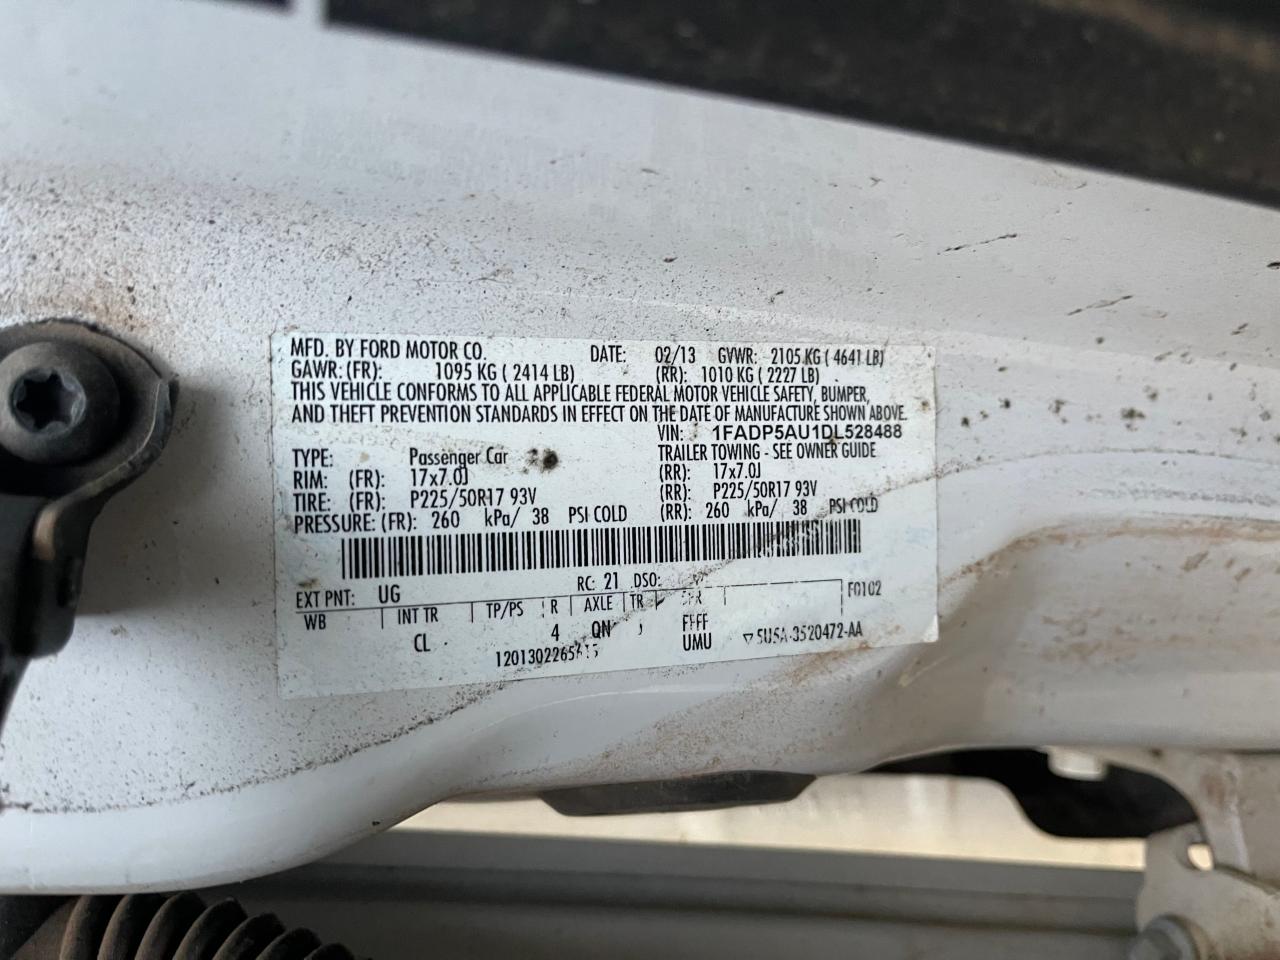 MFD. BY FORD MOTOR CO. DATE: 02/13 GVWR: 2105 KG ( 4641 LB)
GAWR: (FR): 1095 KG ( 2414 LB) (RR): 1010 KG ( 2227 LB)
THIS VEHICLE CONFORMS TO ALL APPLICABLE FEDERAL MOTOR VEHICLE SAFETY, BUMPER,
AND THEFT PREVENTION STANDARDS IN EFFECT ON THE DATE OF MANUFACTURE SHOWN ABOVE.
VIN: 1FADP5AU1DL528488
TYPE: Passenger Car TRAILER TOWING - SEE OWNER GUIDE
RIM: (FR): 17x7.0J (RR): 17x7.0J
TIRE: (FR): P225/50R17 93V (RR): P225/50R17 93V
PRESSURE: (FR): 260 kPa/ 38 PSI COLD (RR): 260 kPa/ 38 PSI COLD
EXT PNT: UG RC: 21 DSO:
WB INT TR TP/PS R AXLE TR F0102
CL 4 QN FFFF
UMU ▽5USA-3520472-AA